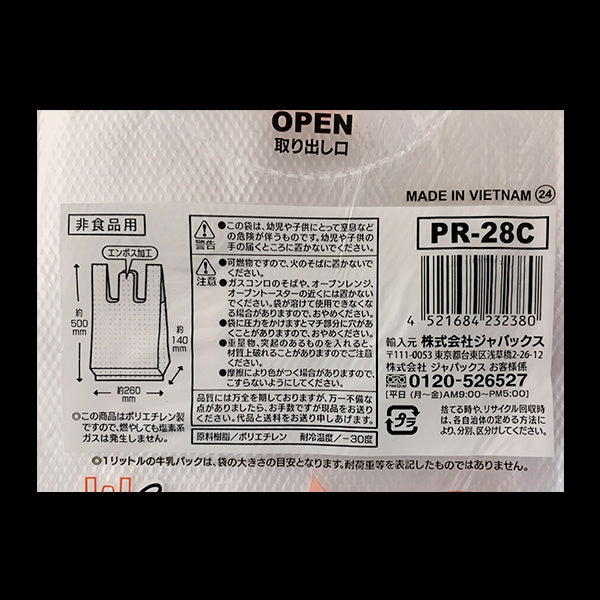 OPEN
取り出し口
MADE IN VIETNAM 24
非食品用
エンボス加工
約
500
mm
約
140
mm
約260
mm
◎この商品はポリエチレン製
ですので、燃やしても塩素系
ガスは発生しません。
警告
●この袋は、幼児や子供にとって窒息など
の危険が伴うものです。幼児や子供の手
の届くところに置かないでください。
注意
●可燃物ですので、火のそばに置かないで
ください。
●ガスコンロのそばや、オーブンレンジ、
オーブントースターの近くには置かない
でください。袋が溶けて使用できなくな
る場合がありますので、おやめください。
●袋に圧力をかけますとマチ部分に穴があ
くことがありますので、おやめください。
●重量物、突起のあるものを入れると、
材質上破れることがありますのでご注意
ください。
●摩擦により色がつく場合がありますので、
こすらないようにしてください。
品質には万全を期しておりますが、万一不備な
点がありましたら、お手数ですが現品をお送り
ください。代品と送料をお送り申しあげます。
原料樹脂/ポリエチレン 耐冷温度/-30度
PR-28C
4 521684 232380
輸入元 株式会社ジャパックス
〒111-0053 東京都台東区浅草橋2-26-12
株式会社 ジャパックス お客様係
0120-526527
[平日(月〜金)AM9:00〜PM5:00]
捨てる時や、リサイクル回収時
は、各自治体の定める方法に
より、分別、区分けしてください。
◎1リットルの牛乳パックは、袋の大きさの目安となります。耐荷重等を表記したものではありません。